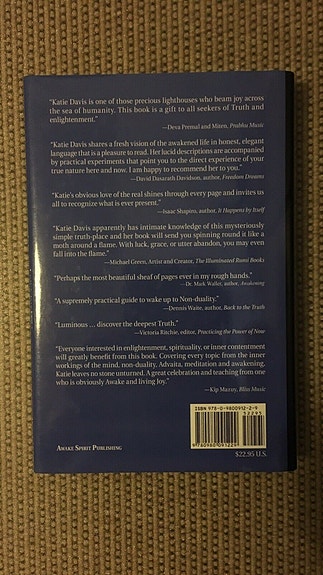 "Katie Davis is one of those precious lighthouses who beam joy across
the sea of humanity. This book is a gift to all seekers of Truth and
enlightenment."
—Deva Premal and Miten, Prabhu Music
"Katie Davis shares a fresh vision of the awakened life in honest, elegant
language that is a pleasure to read. Her lucid descriptions are accompanied
by practical experiments that point you to the direct experience of your
true nature here and now. I am happy to recommend her to you."
—David Dasarath Davidson, author, Freedom Dreams
"Katie's obvious love of the real shines through every page and invites us
all to recognize what is ever present."
—Isaac Shapiro, author, It Happens by Itself
"Katie Davis apparently has intimate knowledge of this mysteriously
simple truth-place and her book will send you spinning round it like a
moth around a flame. With luck, grace, or utter abandon, you may even
fall into the flame."
—Michael Green, Artist and Creator, The Illuminated Rumi Books
"Perhaps the most beautiful sheaf of pages ever in my rough hands."
— Dr. Mark Waller, author, Awakening
"A supremely practical guide to wake up to Non-duality."
—Dennis Waite, author, Back to the Truth
"Luminous ... discover the deepest Truth."
—Victoria Ritchie, editor, Practicing the Power of Now
"Everyone interested in enlightenment, spirituality, or inner contentment
will greatly benefit from this book. Covering every topic from the inner
workings of the mind, non-duality, Advaita, meditation and awakening,
Katie leaves no stone unturned. A great celebration and teaching from one
who is obviously Awake and living Joy."
—Kip Mazuy, Bliss Music
ISBN 978-0-9800912-2-9
52295
9 780980 091229
Awake Spirit Publishing
$22.95 U.S.